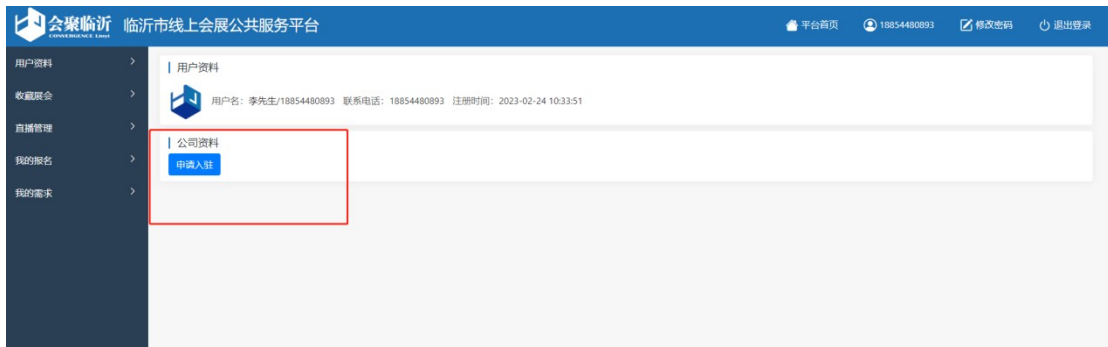 会聚临沂 临沂市线上会展公共服务平台 平台首页 18854480893 修改密码 退出登录
CONVERGENCE Linyi
用户资料
收藏展会
直播管理
我的报名
我的需求
用户资料
用户名：李先生/18854480893 联系电话：18854480893 注册时间：2023-02-24 10:33:51
公司资料
申请入驻